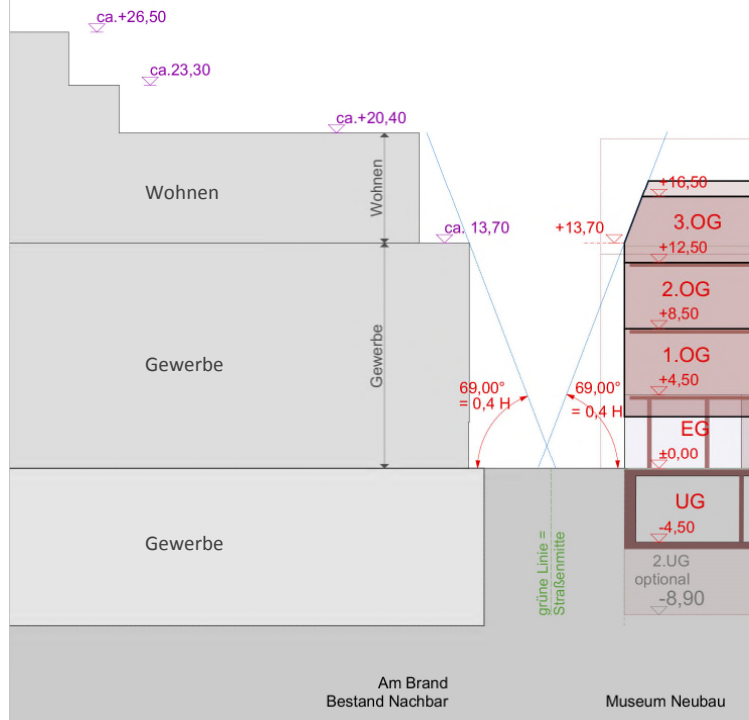 ca.+26,50
ca.23,30
ca.+20,40
Wohnen
Wohnen
ca. 13,70
+13,70
+16,50
3.OG
+12,50
2.OG
+8,50
Gewerbe
Gewerbe
1.OG
+4,50
69,00°
= 0,4 H
69,00°
= 0,4 H
EG
±0,00
UG
-4,50
Gewerbe
grüne Linie =
Straßenmitte
2.UG
optional
-8,90
Am Brand
Bestand Nachbar
Museum Neubau